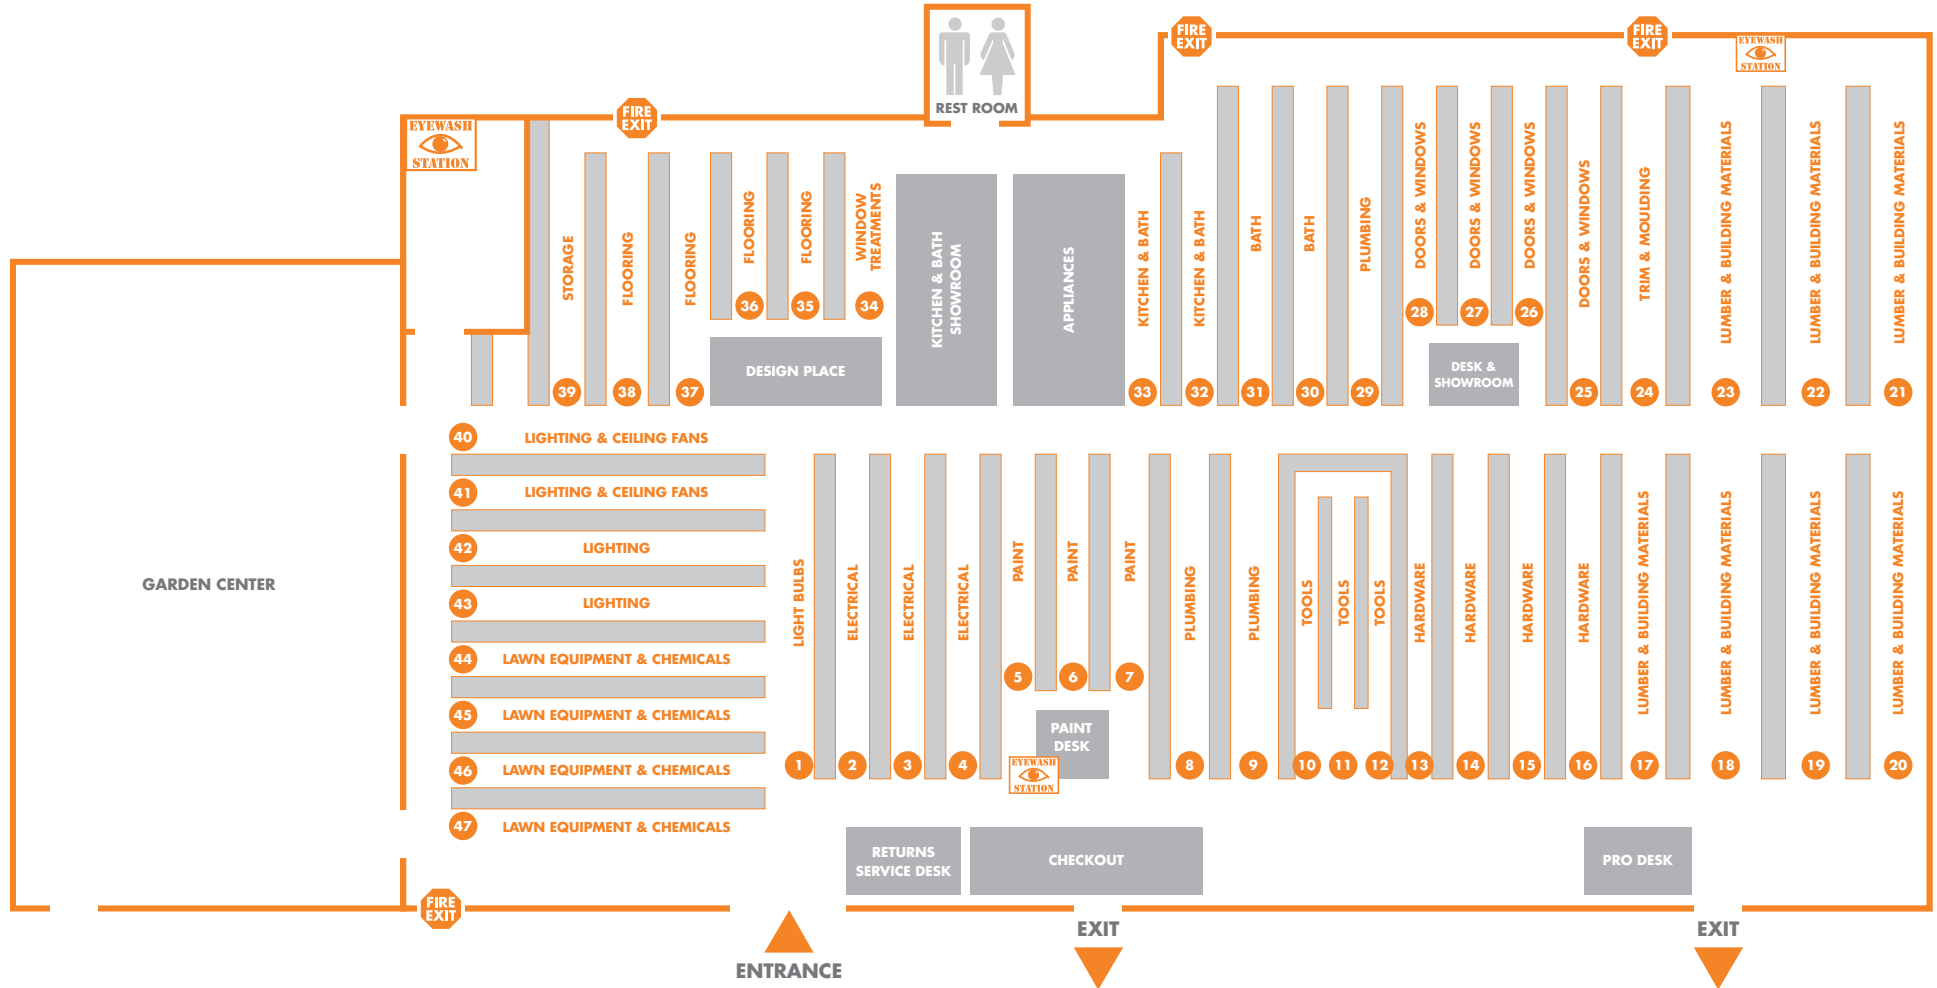 REST ROOM
FIRE
EXIT
FIRE
EXIT
EYEWASH
STATION
EYEWASH
STATION
FIRE
EXIT
STORAGE
FLOORING
FLOORING
FLOORING
FLOORING
WINDOW
TREATMENTS
KITCHEN & BATH
SHOWROOM
APPLIANCES
KITCHEN & BATH
KITCHEN & BATH
BATH
BATH
PLUMBING
DOORS & WINDOWS
DOORS & WINDOWS
DOORS & WINDOWS
DOORS & WINDOWS
TRIM & MOULDING
LUMBER & BUILDING MATERIALS
LUMBER & BUILDING MATERIALS
LUMBER & BUILDING MATERIALS
36
35
34
28
27
26
DESIGN PLACE
DESK &
SHOWROOM
39
38
37
33
32
31
30
29
25
24
23
22
21
40
LIGHTING & CEILING FANS
41
LIGHTING & CEILING FANS
42
LIGHTING
43
LIGHTING
44
LAWN EQUIPMENT & CHEMICALS
45
LAWN EQUIPMENT & CHEMICALS
46
LAWN EQUIPMENT & CHEMICALS
47
LAWN EQUIPMENT & CHEMICALS
GARDEN CENTER
LIGHT BULBS
ELECTRICAL
ELECTRICAL
ELECTRICAL
PAINT
PAINT
PAINT
PLUMBING
PLUMBING
TOOLS
TOOLS
TOOLS
HARDWARE
HARDWARE
HARDWARE
HARDWARE
LUMBER & BUILDING MATERIALS
LUMBER & BUILDING MATERIALS
LUMBER & BUILDING MATERIALS
LUMBER & BUILDING MATERIALS
5
6
7
PAINT
DESK
EYEWASH
STATION
1
2
3
4
8
9
10
11
12
13
14
15
16
17
18
19
20
RETURNS
SERVICE DESK
CHECKOUT
PRO DESK
FIRE
EXIT
ENTRANCE
EXIT
EXIT